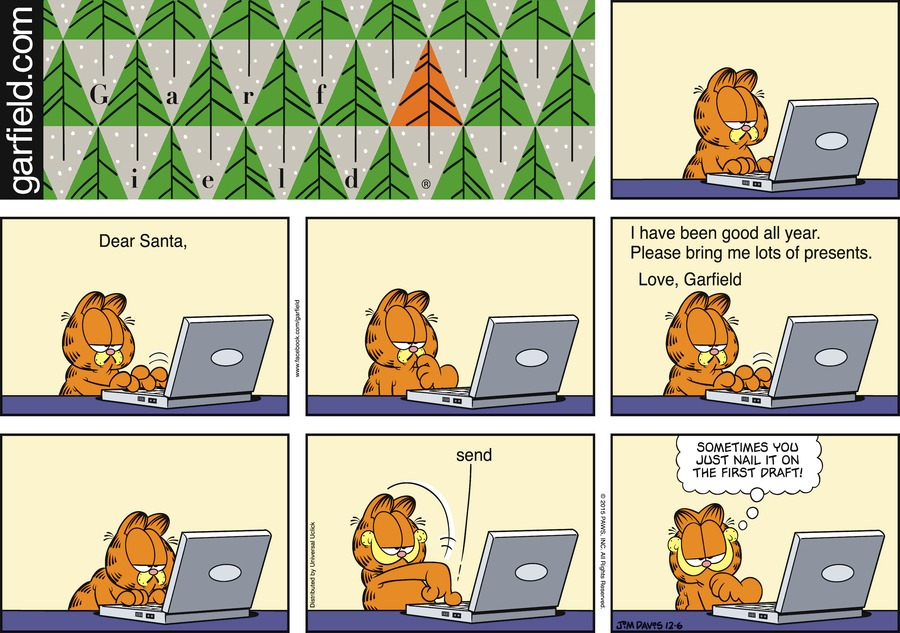 garfield.com
G a r f
i e l d ®
Dear Santa,
www.facebook.com/garfield
I have been good all year.
Please bring me lots of presents.
Love, Garfield
Distributed by Universal Uclick
send
© 2015 PAWS, INC. All Rights Reserved.
SOMETIMES YOU
JUST NAIL IT ON
THE FIRST DRAFT!
JIM DAVIS 12-6